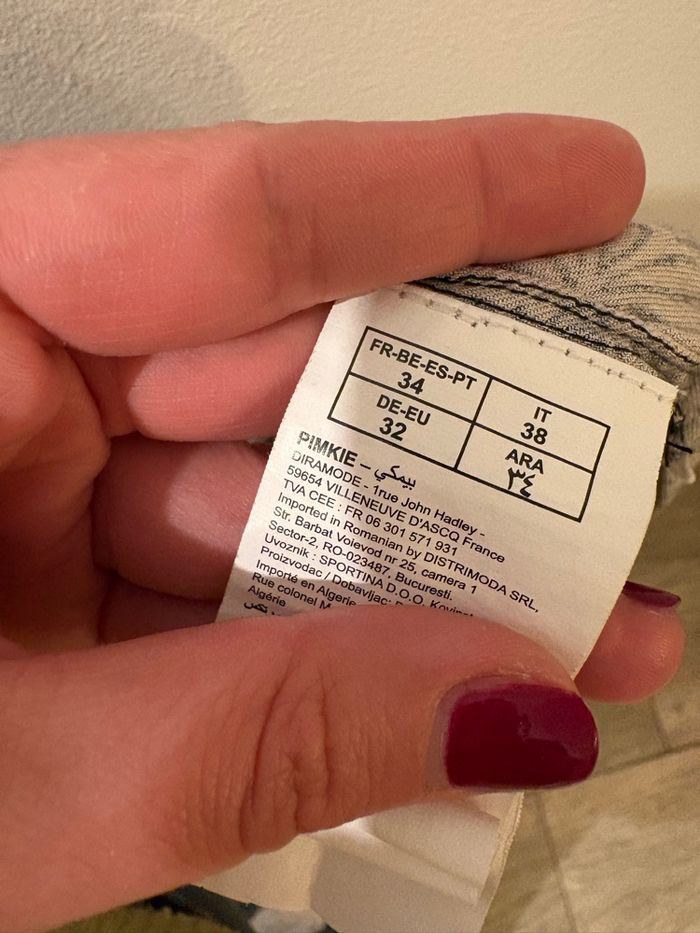 FR-BE-ES-PT
34
IT
38
DE-EU
32
ARA
٣٤
PIMKIE – بيمكي
DIRAMODE - 1rue John Hadley -
59654 VILLENEUVE D'ASCQ France
TVA CEE : FR 06 301 571 931
Imported in Romanian by DISTRIMODA SRL,
Str. Barbat Voievod nr 25, camera 1
Sector-2, RO-023487, Bucuresti.
Uvoznik : SPORTINA D.O.O.
Proizvodac / Dobavljac:
Importé en Algerie
Rue colonel
Algérie